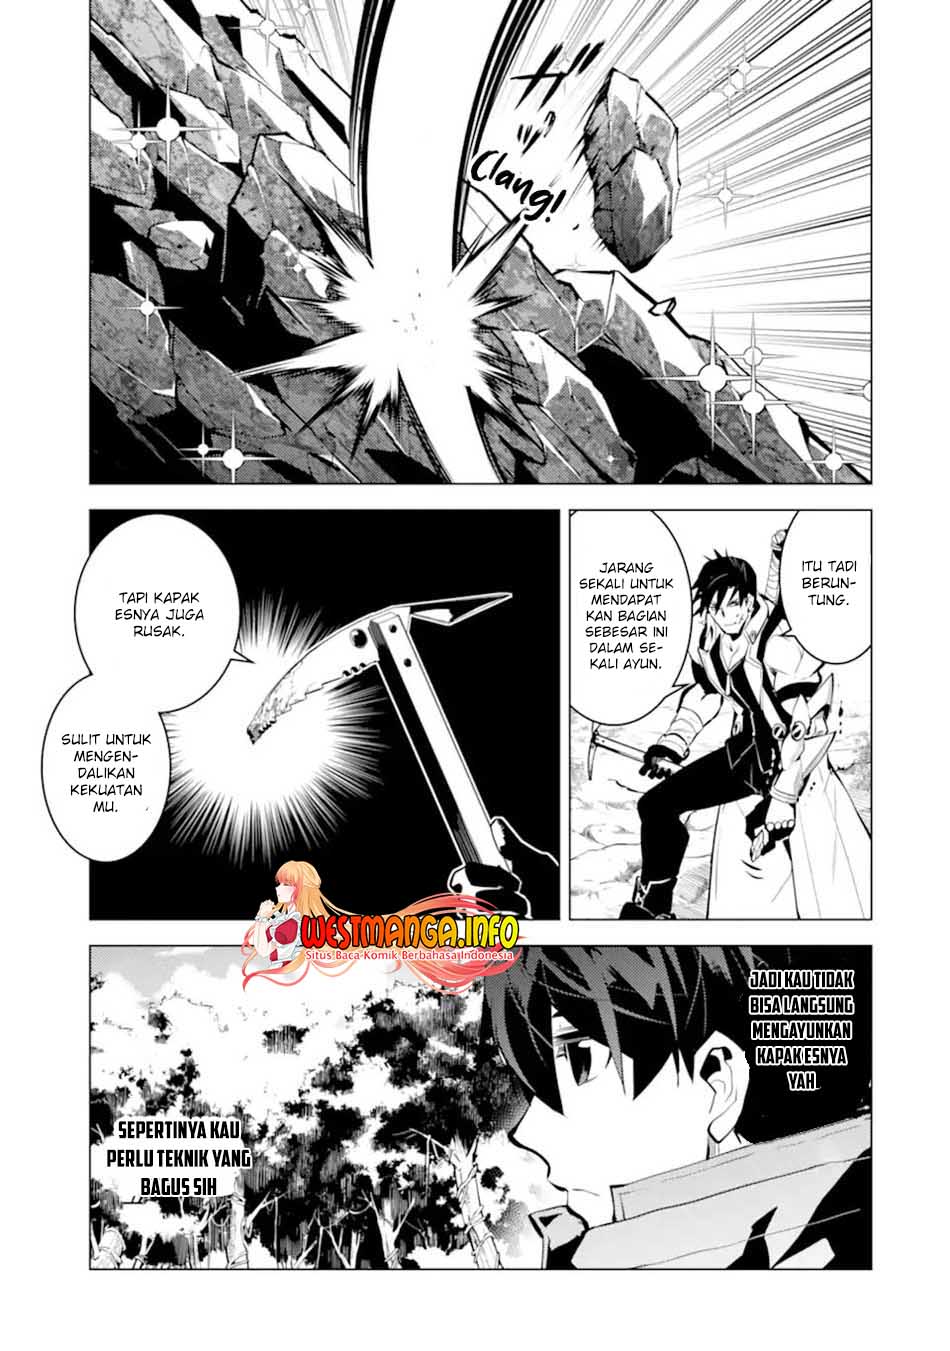 Clang!
ITU TADI
BERUN-
TUNG.
JARANG
SEKALI UNTUK
MENDAPAT
KAN BAGIAN
SEBESAR INI
DALAM SE-
KALI AYUN.
TAPI KAPAK
ESNYA JUGA
RUSAK.
SULIT UNTUK
MENGEN-
DALIKAN
KEKUATAN
MU.
WESTMANGA.INFO
Situs Baca Komik Berbahasa Indonesia
JADI KAU TIDAK
BISA LANGSUNG
MENGAYUNKAN
KAPAK ESNYA
YAH
SEPERTINYA KAU
PERLU TEKNIK YANG
BAGUS SIH